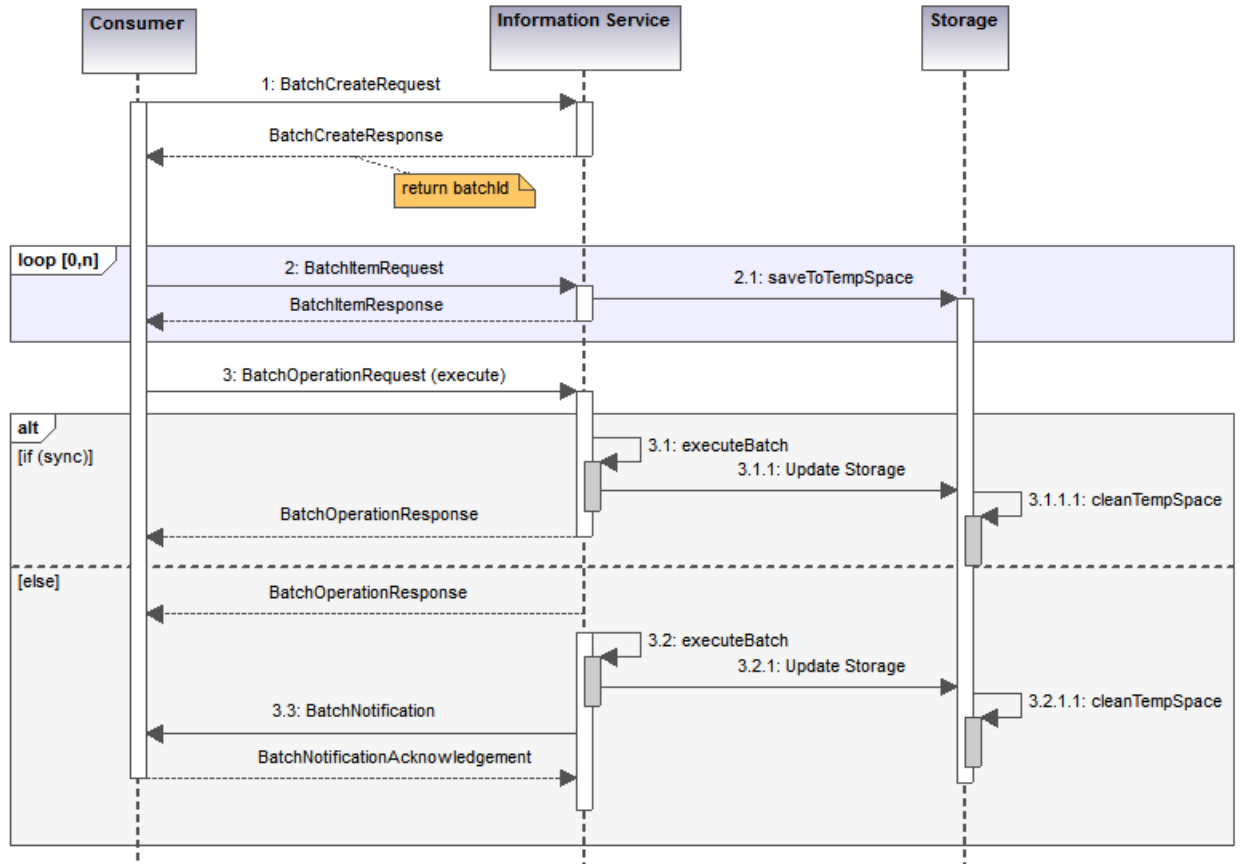 Consumer
Information Service
Storage
1: BatchCreateRequest
BatchCreateResponse
return batchId
loop [0,n]
2: BatchItemRequest
2.1: saveToTempSpace
BatchItemResponse
3: BatchOperationRequest (execute)
alt
[if (sync)]
3.1: executeBatch
3.1.1: Update Storage
3.1.1.1: cleanTempSpace
BatchOperationResponse
[else]
BatchOperationResponse
3.2: executeBatch
3.2.1: Update Storage
3.2.1.1: cleanTempSpace
3.3: BatchNotification
BatchNotificationAcknowledgement